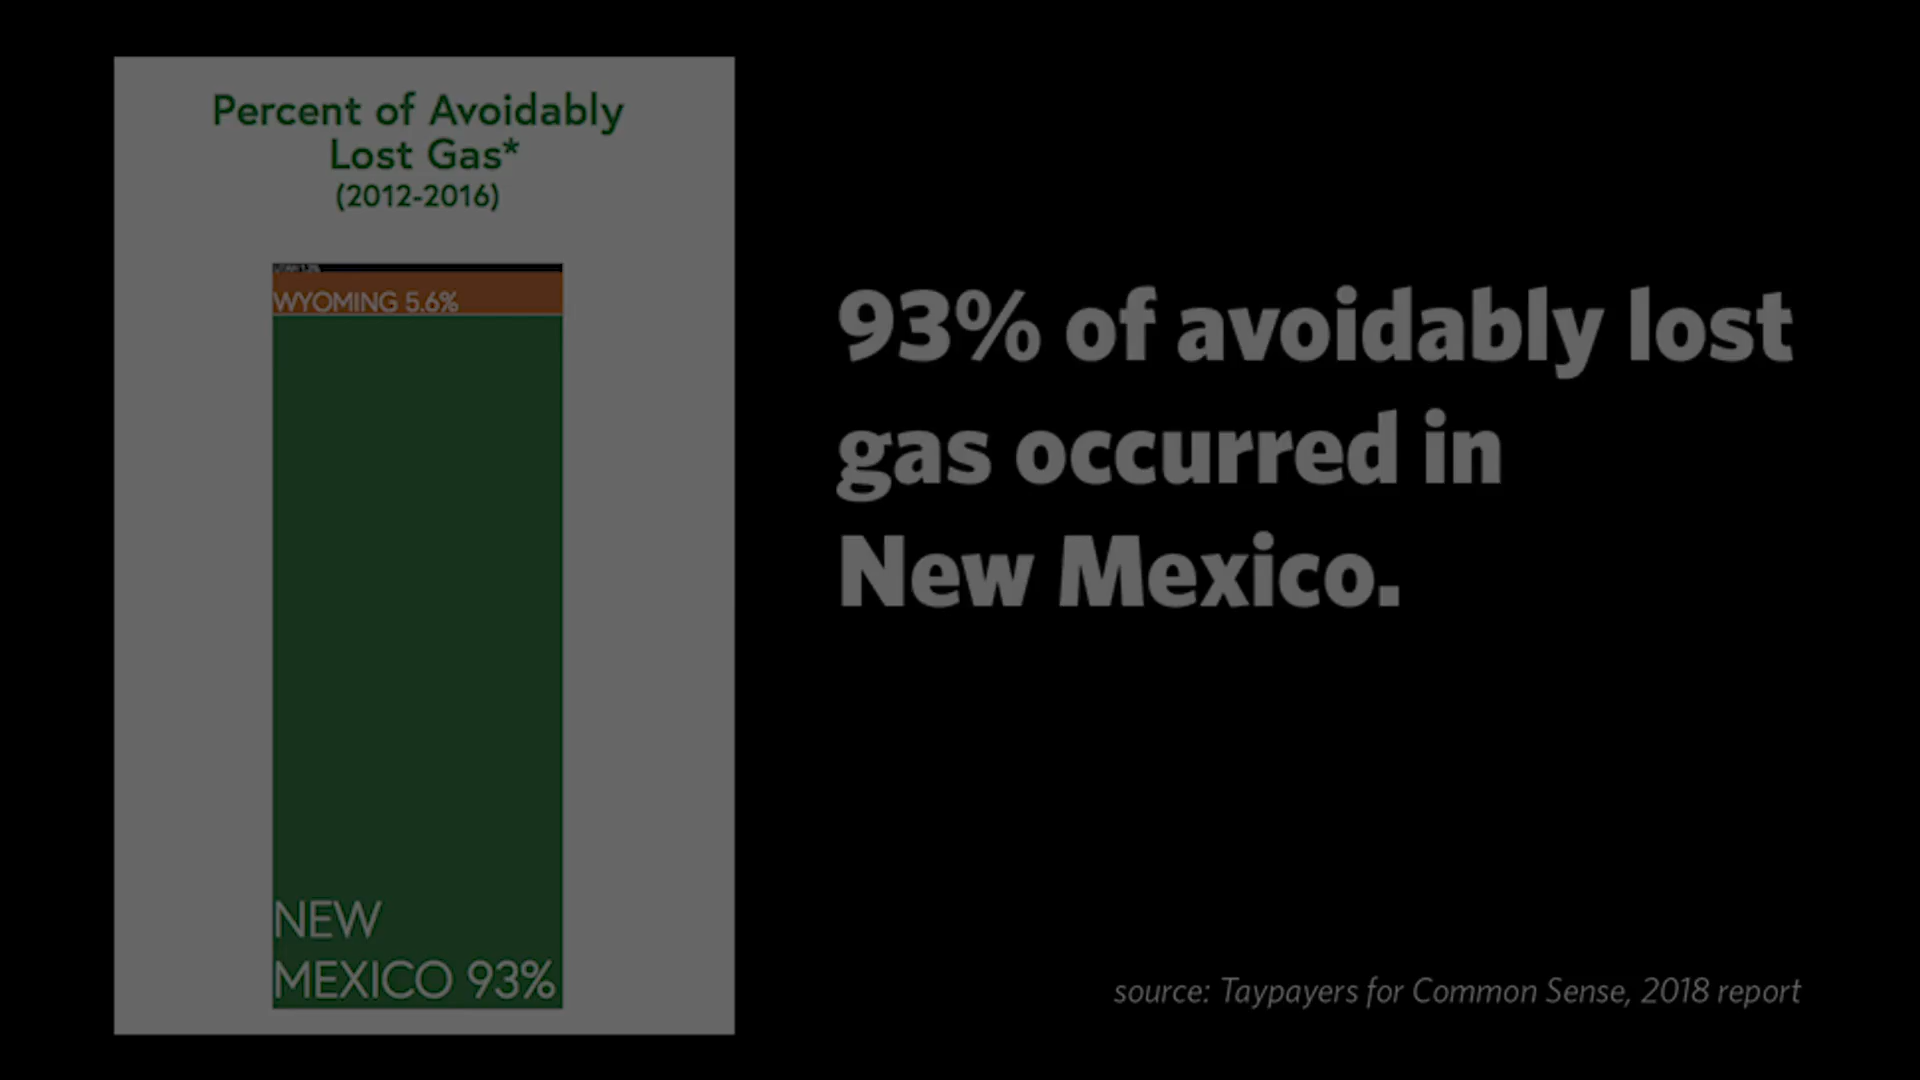 Percent of Avoidably
Lost Gas*
(2012-2016)
WYOMING 5.6%
NEW
MEXICO 93%
93% of avoidably lost
gas occurred in
New Mexico.
source: Taypayers for Common Sense, 2018 report